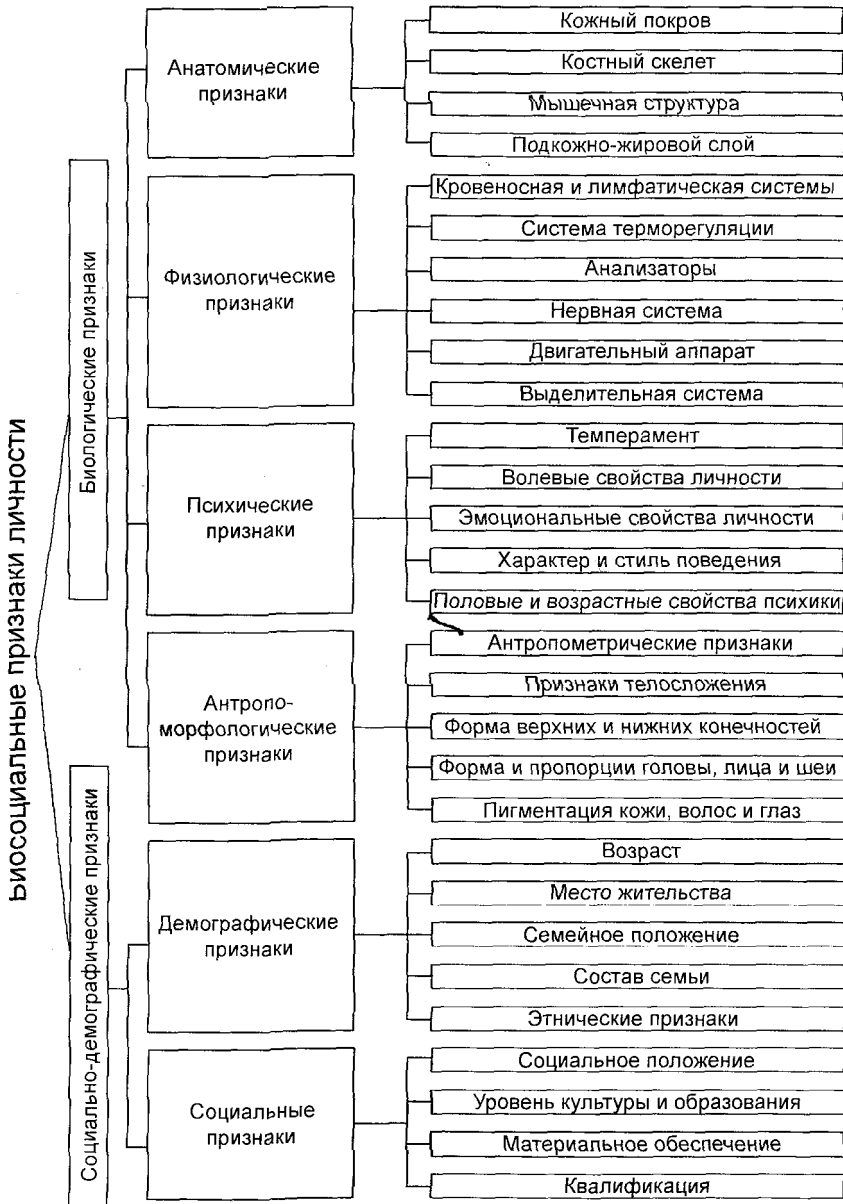 Биосоциальные признаки личности
Биологические признаки
Анатомические
признаки
Кожный покров
Костный скелет
Мышечная структура
Подкожно-жировой слой
Физиологические
признаки
Кровеносная и лимфатическая системы
Система терморегуляции
Анализаторы
Нервная система
Двигательный аппарат
Выделительная система
Психические
признаки
Темперамент
Волевые свойства личности
Эмоциональные свойства личности
Характер и стиль поведения
Половые и возрастные свойства психики
Антропо-
морфологические
признаки
Антропометрические признаки
Признаки телосложения
Форма верхних и нижних конечностей
Форма и пропорции головы, лица и шеи
Пигментация кожи, волос и глаз
Социально-демографические признаки
Демографические
признаки
Возраст
Место жительства
Семейное положение
Состав семьи
Этнические признаки
Социальные
признаки
Социальное положение
Уровень культуры и образования
Материальное обеспечение
Квалификация